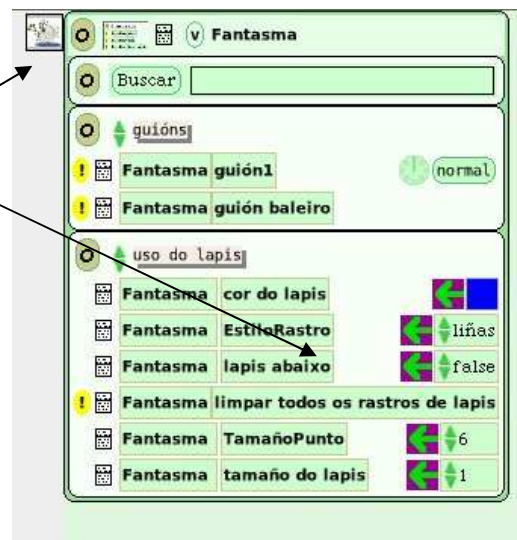 v Fantasma
Buscar
guións
! Fantasma guión1 normal
! Fantasma guión baleiro
uso do lapis
Fantasma cor do lapis
Fantasma EstiloRastro liñas
Fantasma lapis abaixo false
! Fantasma limpar todos os rastros de lapis
Fantasma TamañoPunto 6
Fantasma tamaño do lapis 1